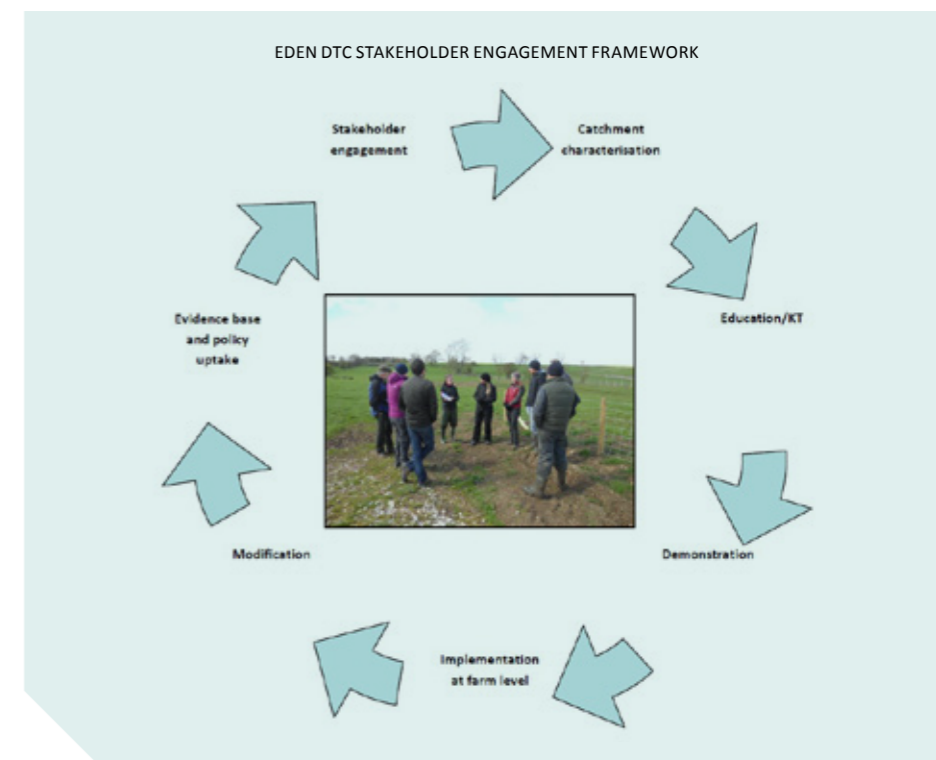 EDEN DTC STAKEHOLDER ENGAGEMENT FRAMEWORK
Stakeholder
engagement
Catchment
characterisation
Education/KT
Demonstration
Implementation
at farm level
Modification
Evidence base
and policy
uptake